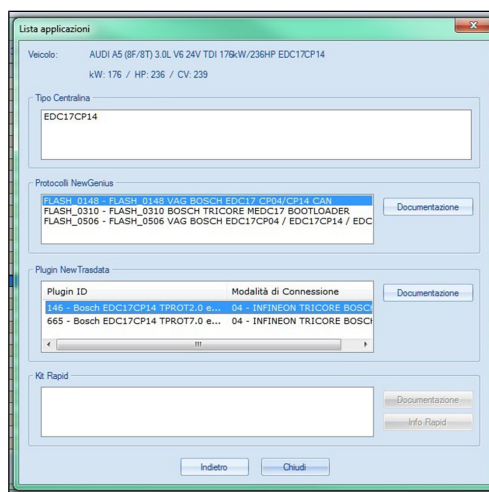 Lista applicazioni
Veicolo: AUDI A5 (8F/8T) 3.0L V6 24V TDI 176kW/236HP EDC17CP14
kW: 176 / HP: 236 / CV: 239
Tipo Centralina
EDC17CP14
Protocolli NewGenius
FLASH_0148 - FLASH_0148 VAG BOSCH EDC17 CP04/CP14 CAN
FLASH_0310 - FLASH_0310 BOSCH TRICORE MEDC17 BOOTLOADER
FLASH_0506 - FLASH_0506 VAG BOSCH EDC17CP04 / EDC17CP14 / EDC
Documentazione
Plugin NewTrasdata
Plugin ID Modalità di Connessione
146 - Bosch EDC17CP14 TPROT2.0 e... 04 - INFINEON TRICORE BOSCH
665 - Bosch EDC17CP14 TPROT7.0 e... 04 - INFINEON TRICORE BOSCH
Documentazione
Kit Rapid
Documentazione
Info Rapid
Indietro Chiudi